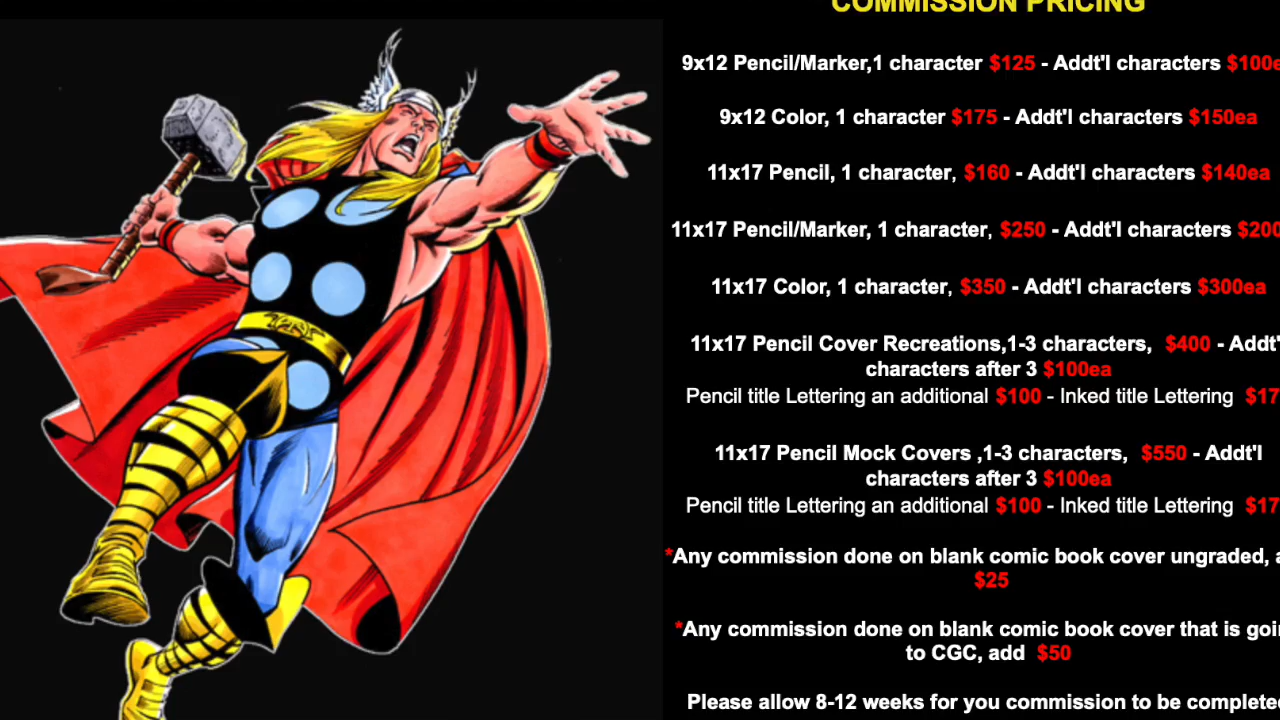 COMMISSION PRICING
9x12 Pencil/Marker,1 character $125 - Addt'l characters $100e
9x12 Color, 1 character $175 - Addt'l characters $150ea
11x17 Pencil, 1 character, $160 - Addt'l characters $140ea
11x17 Pencil/Marker, 1 character, $250 - Addt'l characters $200
11x17 Color, 1 character, $350 - Addt'l characters $300ea
11x17 Pencil Cover Recreations,1-3 characters, $400 - Addt'
characters after 3 $100ea
Pencil title Lettering an additional $100 - Inked title Lettering $17
11x17 Pencil Mock Covers ,1-3 characters, $550 - Addt'l
characters after 3 $100ea
Pencil title Lettering an additional $100 - Inked title Lettering $17
*Any commission done on blank comic book cover ungraded, a
$25
*Any commission done on blank comic book cover that is goi
to CGC, add $50
Please allow 8-12 weeks for you commission to be completed